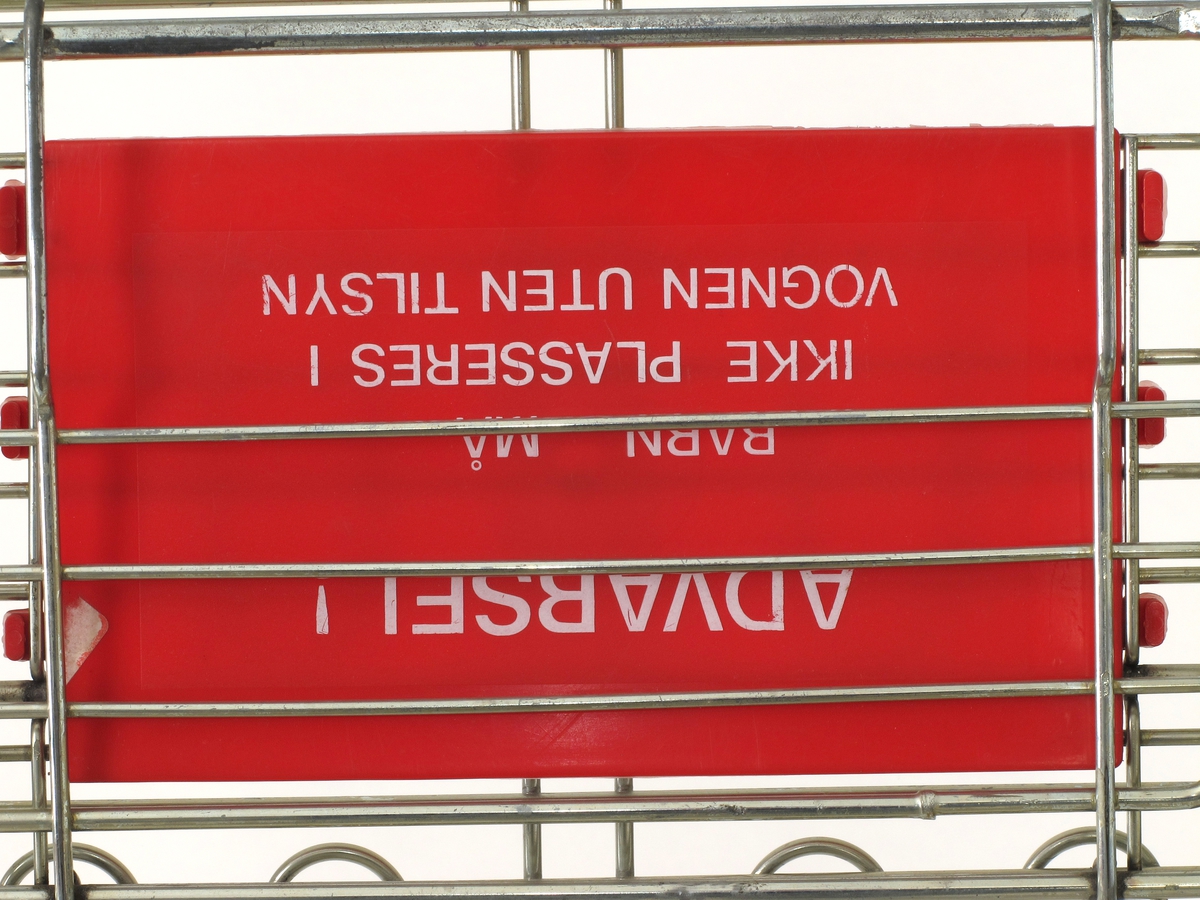 ADVARSEL!
BARN MÅ
IKKE PLASSERES I
VOGNEN UTEN TILSYN